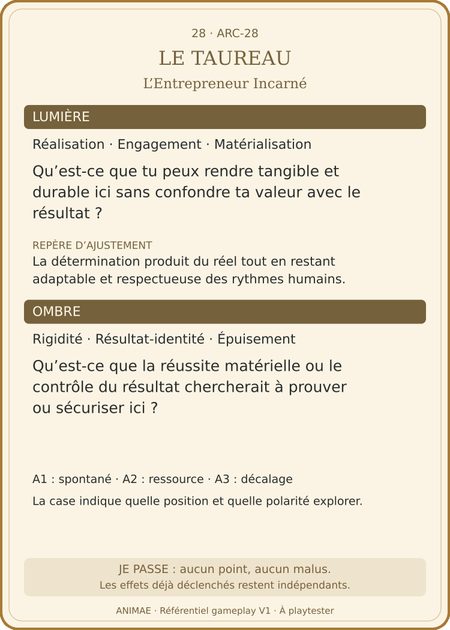 28 · ARC-28
LE TAUREAU
L’Entrepreneur Incarné
LUMIÈRE
Réalisation · Engagement · Matérialisation
Qu’est-ce que tu peux rendre tangible et
durable ici sans confondre ta valeur avec le
résultat ?
REPÈRE D’AJUSTEMENT
La détermination produit du réel tout en restant
adaptable et respectueuse des rythmes humains.
OMBRE
Rigidité · Résultat-identité · Épuisement
Qu’est-ce que la réussite matérielle ou le
contrôle du résultat chercherait à prouver
ou sécuriser ici ?
A1 : spontané · A2 : ressource · A3 : décalage
La case indique quelle position et quelle polarité explorer.
JE PASSE : aucun point, aucun malus.
Les effets déjà déclenchés restent indépendants.
ANIMAE · Référentiel gameplay V1 · À playtester